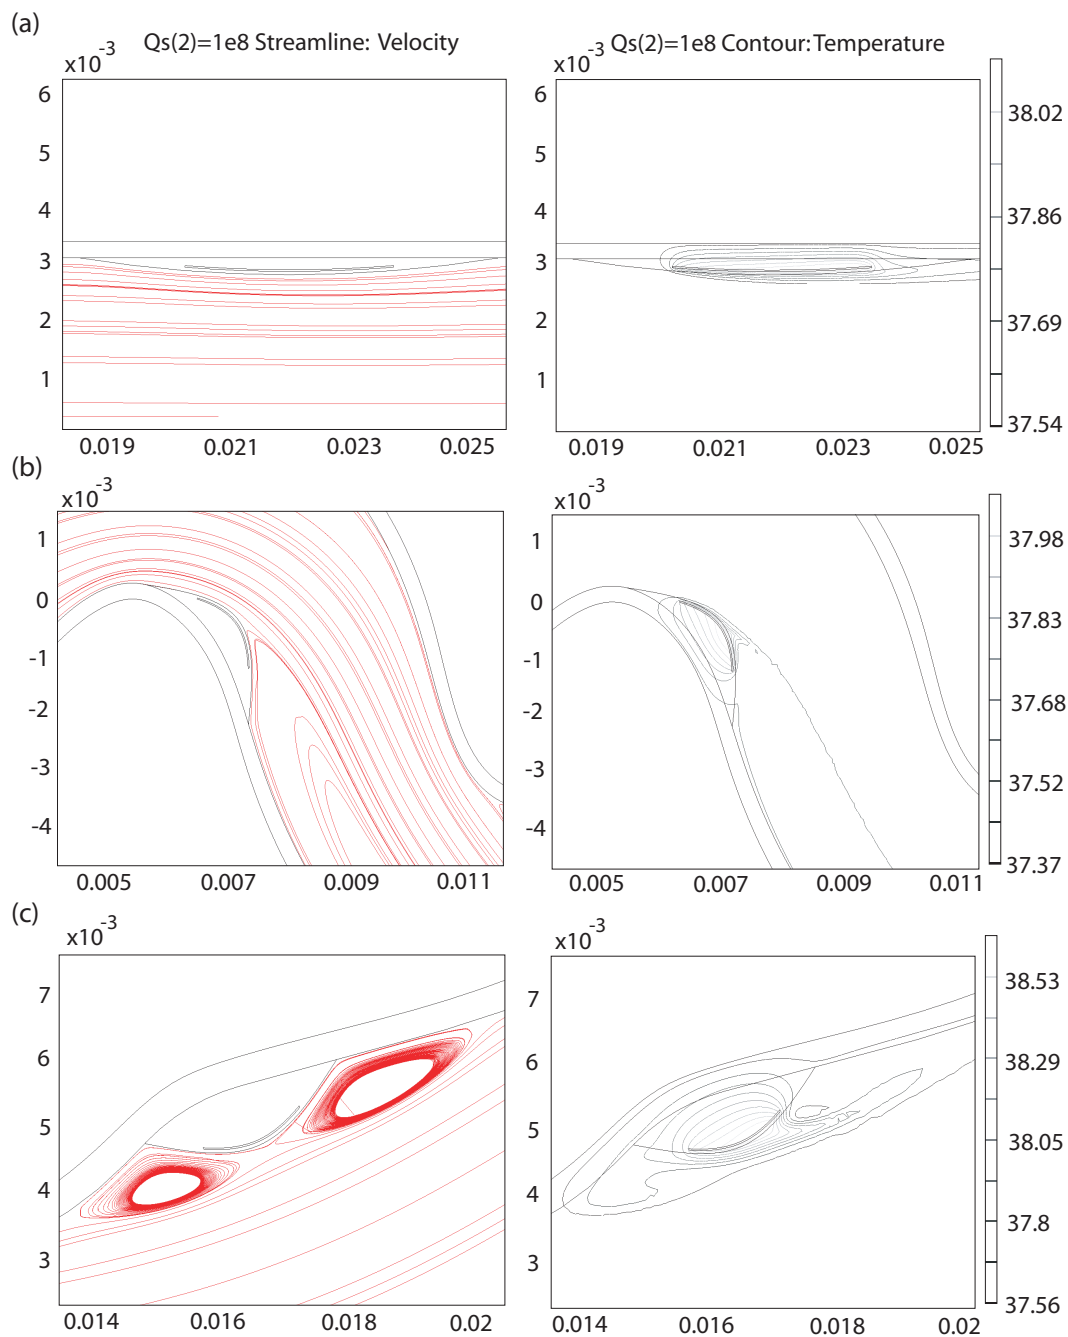 (a)
Qs(2)=1e8 Streamline: Velocity
Qs(2)=1e8 Contour: Temperature
x10-3
x10-3
6
5
4
3
2
1
0.019 0.021 0.023 0.025
6
5
4
3
2
1
0.019 0.021 0.023 0.025
38.02
37.86
37.69
37.54
(b)
x10-3
x10-3
1
0
-1
-2
-3
-4
0.005 0.007 0.009 0.011
1
0
-1
-2
-3
-4
0.005 0.007 0.009 0.011
37.98
37.83
37.68
37.52
37.37
(c)
x10-3
x10-3
7
6
5
4
3
0.014 0.016 0.018 0.02
7
6
5
4
3
0.014 0.016 0.018 0.02
38.53
38.29
38.05
37.8
37.56